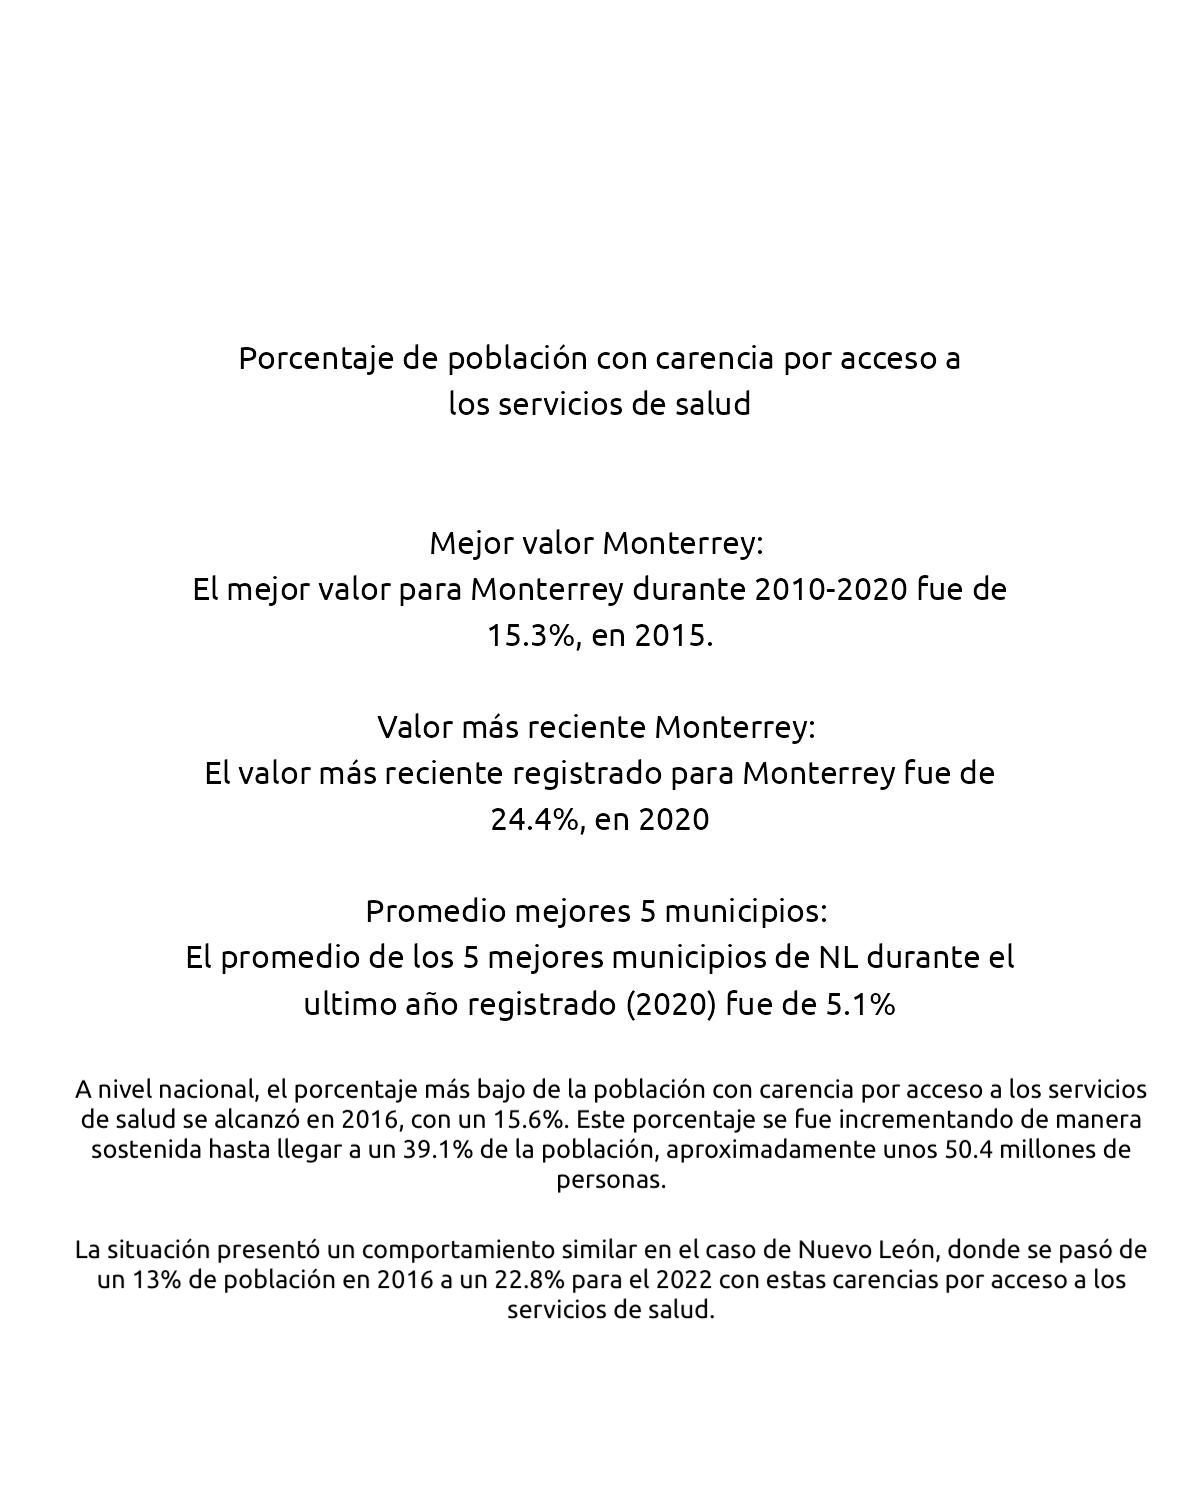 Porcentaje de población con carencia por acceso a
los servicios de salud
Mejor valor Monterrey:
El mejor valor para Monterrey durante 2010-2020 fue de
15.3%, en 2015.
Valor más reciente Monterrey:
El valor más reciente registrado para Monterrey fue de
24.4%, en 2020
Promedio mejores 5 municipios:
El promedio de los 5 mejores municipios de NL durante el
ultimo año registrado (2020) fue de 5.1%
A nivel nacional, el porcentaje más bajo de la población con carencia por acceso a los servicios
de salud se alcanzó en 2016, con un 15.6%. Este porcentaje se fue incrementando de manera
sostenida hasta llegar a un 39.1% de la población, aproximadamente unos 50.4 millones de
personas.
La situación presentó un comportamiento similar en el caso de Nuevo León, donde se pasó de
un 13% de población en 2016 a un 22.8% para el 2022 con estas carencias por acceso a los
servicios de salud.